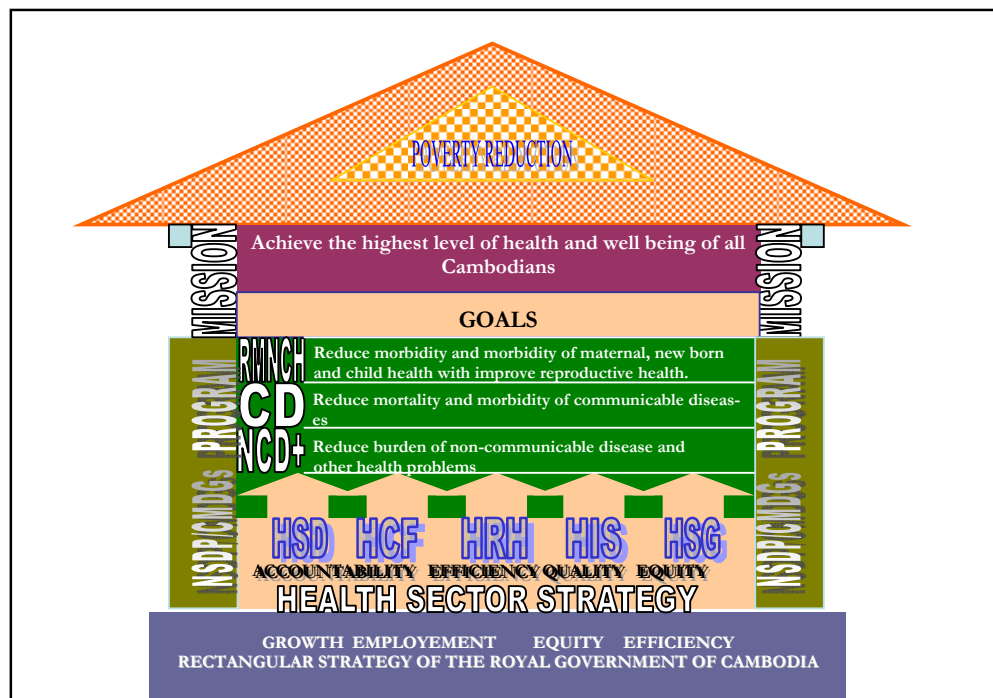 POVERTY REDUCTION
MISSION
Achieve the highest level of health and well being of all
Cambodians
MISSION
GOALS
NSDP/CMDGs PROGRAM
RMNCH
Reduce morbidity and morbidity of maternal, new born
and child health with improve reproductive health.
CD
Reduce mortality and morbidity of communicable diseas-
es
NCD+
Reduce burden of non-communicable disease and
other health problems
NSDP/CMDGs PROGRAM
HSD HCF HRH HIS HSG
ACCOUNTABILITY EFFICIENCY QUALITY EQUITY
HEALTH SECTOR STRATEGY
GROWTH EMPLOYEMENT EQUITY EFFICIENCY
RECTANGULAR STRATEGY OF THE ROYAL GOVERNMENT OF CAMBODIA